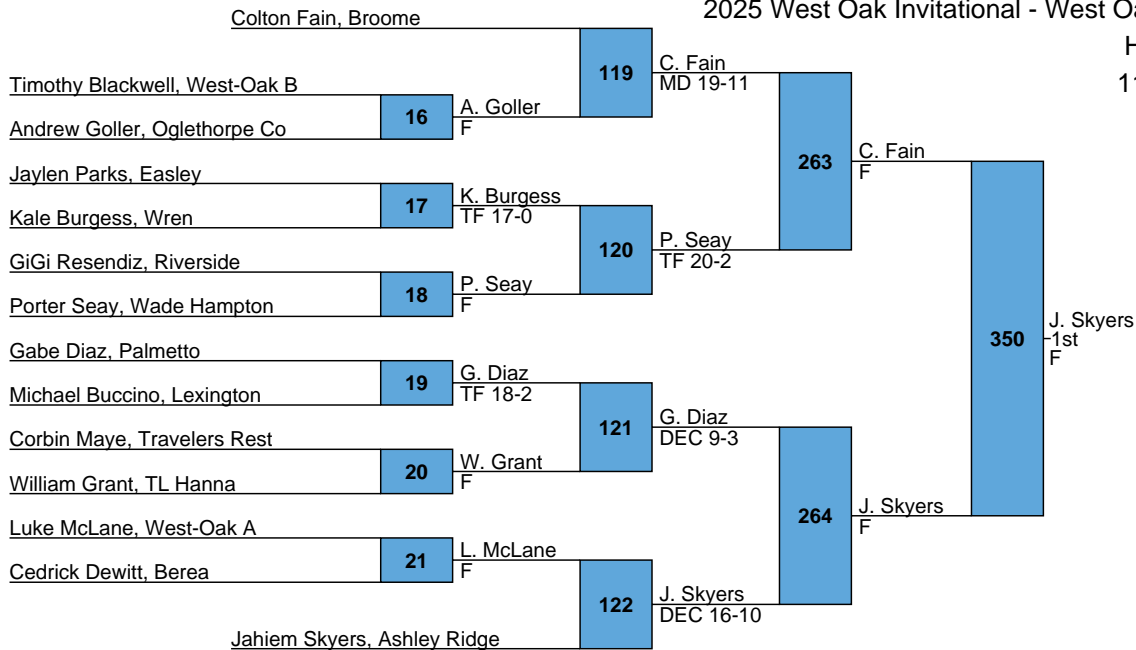 2025 West Oak Invitational - West Oa
H
11
Colton Fain, Broome
119
C. Fain
MD 19-11
Timothy Blackwell, West-Oak B
16
A. Goller
F
Andrew Goller, Oglethorpe Co
263
C. Fain
F
Jaylen Parks, Easley
17
K. Burgess
TF 17-0
Kale Burgess, Wren
120
P. Seay
TF 20-2
GiGi Resendiz, Riverside
18
P. Seay
F
Porter Seay, Wade Hampton
350
J. Skyers
1st
F
Gabe Diaz, Palmetto
19
G. Diaz
TF 18-2
Michael Buccino, Lexington
121
G. Diaz
DEC 9-3
Corbin Maye, Travelers Rest
20
W. Grant
F
William Grant, TL Hanna
264
J. Skyers
F
Luke McLane, West-Oak A
21
L. McLane
F
Cedrick Dewitt, Berea
122
J. Skyers
DEC 16-10
Jahiem Skyers, Ashley Ridge